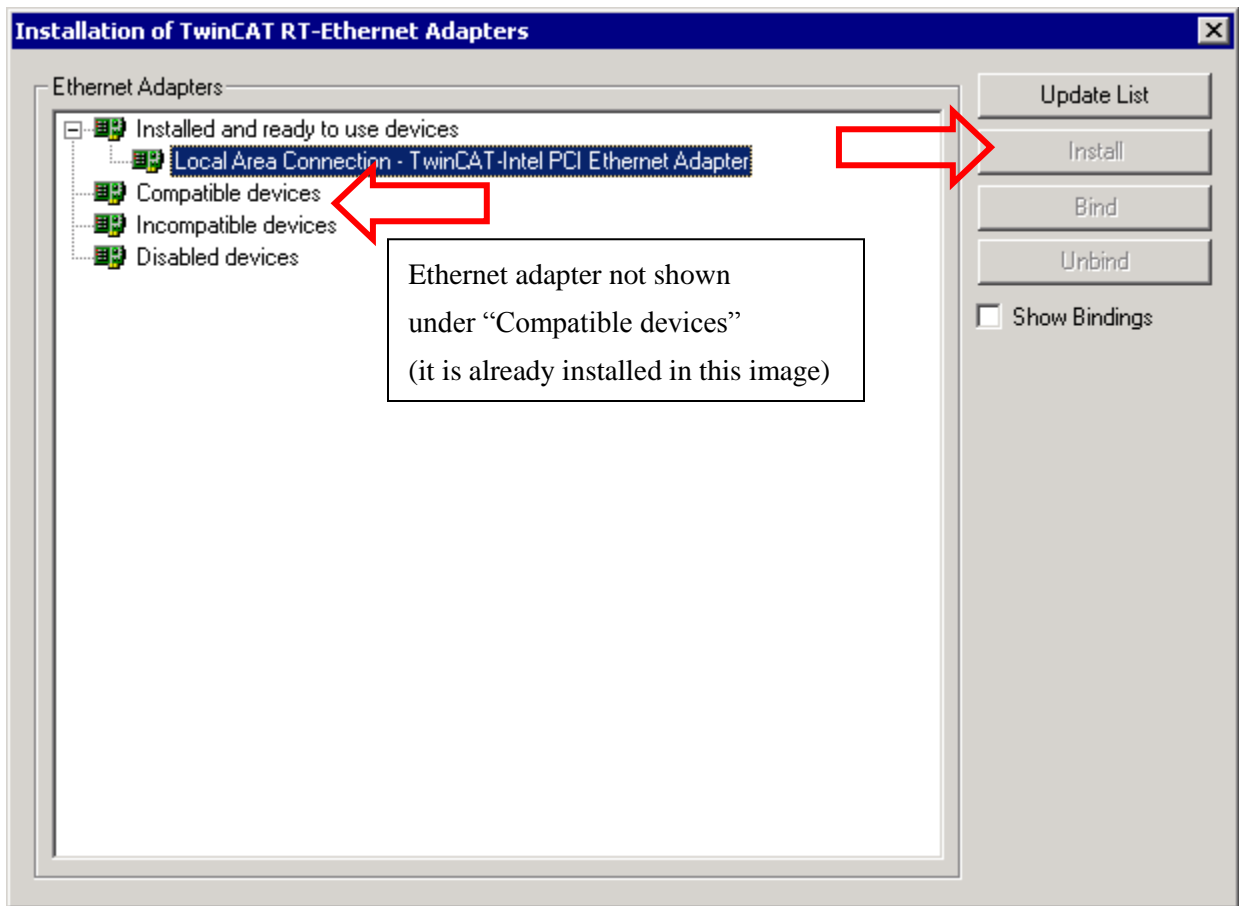 Installation of TwinCAT RT-Ethernet Adapters
Ethernet Adapters
Installed and ready to use devices
Local Area Connection - TwinCAT-Intel PCI Ethernet Adapter
Compatible devices
Incompatible devices
Disabled devices
Ethernet adapter not shown
under “Compatible devices”
(it is already installed in this image)
Update List
Install
Bind
Unbind
Show Bindings